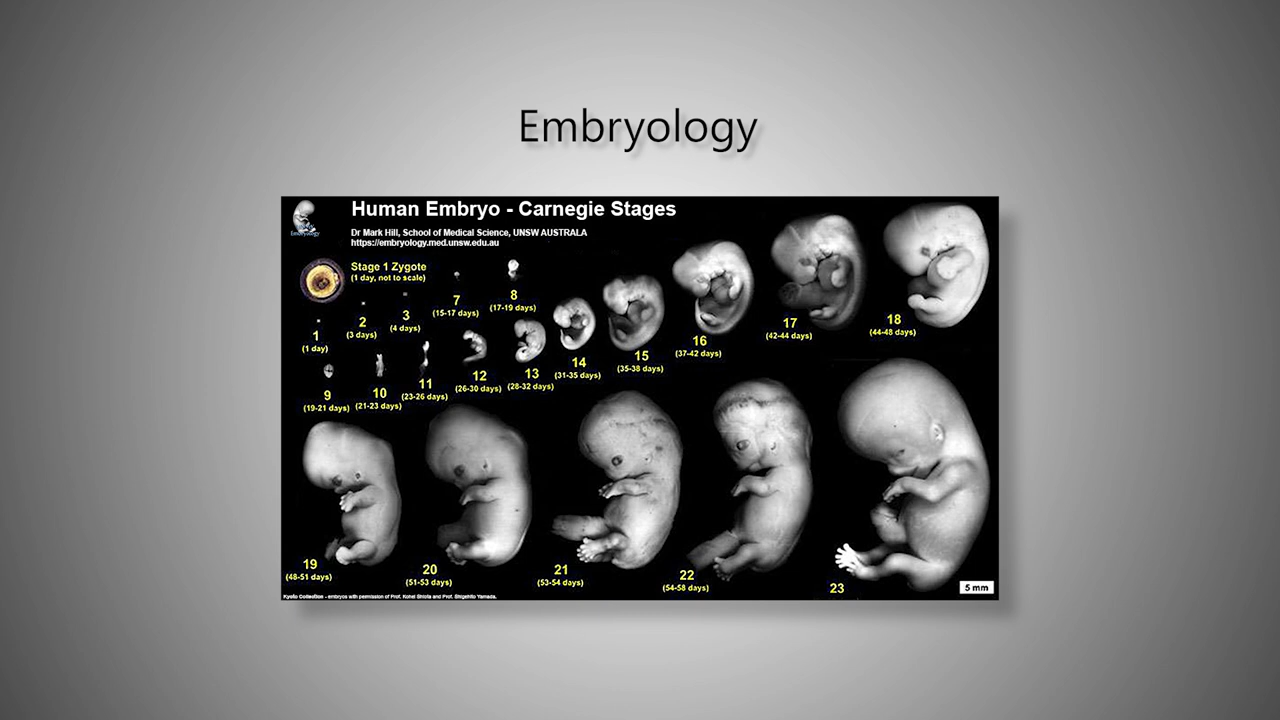 Embryology
Human Embryo - Carnegie Stages
Dr Mark Hill, School of Medical Science, UNSW AUSTRALA
https://embryology.med.unsw.edu.au
Embryology
Stage 1 Zygote
(1 day, not to scale)
1
(1 day)
2
(3 days)
3
(4 days)
7
(15-17 days)
8
(17-19 days)
9
(19-21 days)
10
(21-23 days)
11
(23-26 days)
12
(26-30 days)
13
(28-32 days)
14
(31-35 days)
15
(35-38 days)
16
(37-42 days)
17
(42-44 days)
18
(44-48 days)
19
(48-51 days)
20
(51-53 days)
21
(53-54 days)
22
(54-58 days)
23
5 mm
Kyoto Collection - embryos with permission of Prof. Kohei Shiota and Prof. Shigehito Yamada.